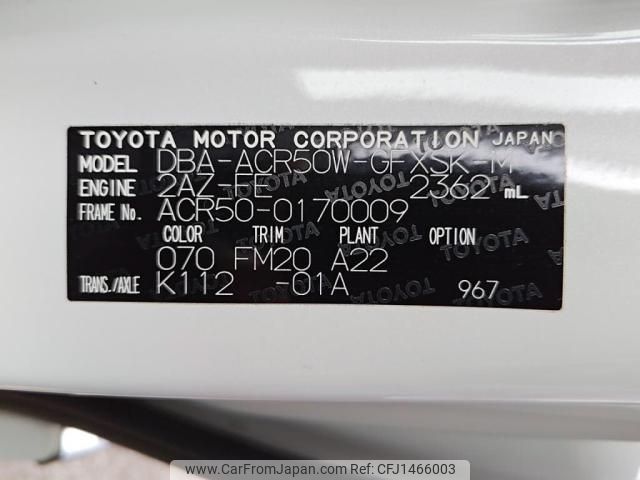 TOYOTA MOTOR CORPORATION JAPAN
MODEL DBA-ACR50W-GFXSK-M
ENGINE 2AZ-FE 2362 mL
FRAME No. ACR50-0170009
COLOR TRIM PLANT OPTION
070 FM20 A22
TRANS./AXLE K112 -01A 967
www.carfromjapan.com CFJ1466003